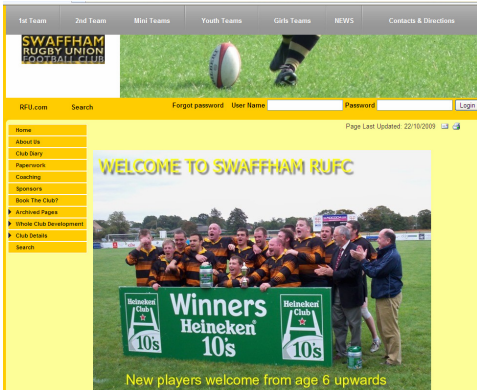 1st Team 2nd Team Mini Teams Youth Teams Girls Teams NEWS Contacts & Directions
SWAFFHAM
RUGBY UNION
FOOTBALL CLUB
RFU.com Search Forgot password User Name Password Login
Page Last Updated: 22/10/2009
Home
About Us
Club Diary
Paperwork
Coaching
Sponsors
Book The Club?
Archived Pages
Whole Club Development
Club Details
Search
WELCOME TO SWAFFHAM RUFC
Heineken
Club
10's
Winners
Heineken
10's
Heineken
Club
10's
New players welcome from age 6 upwards